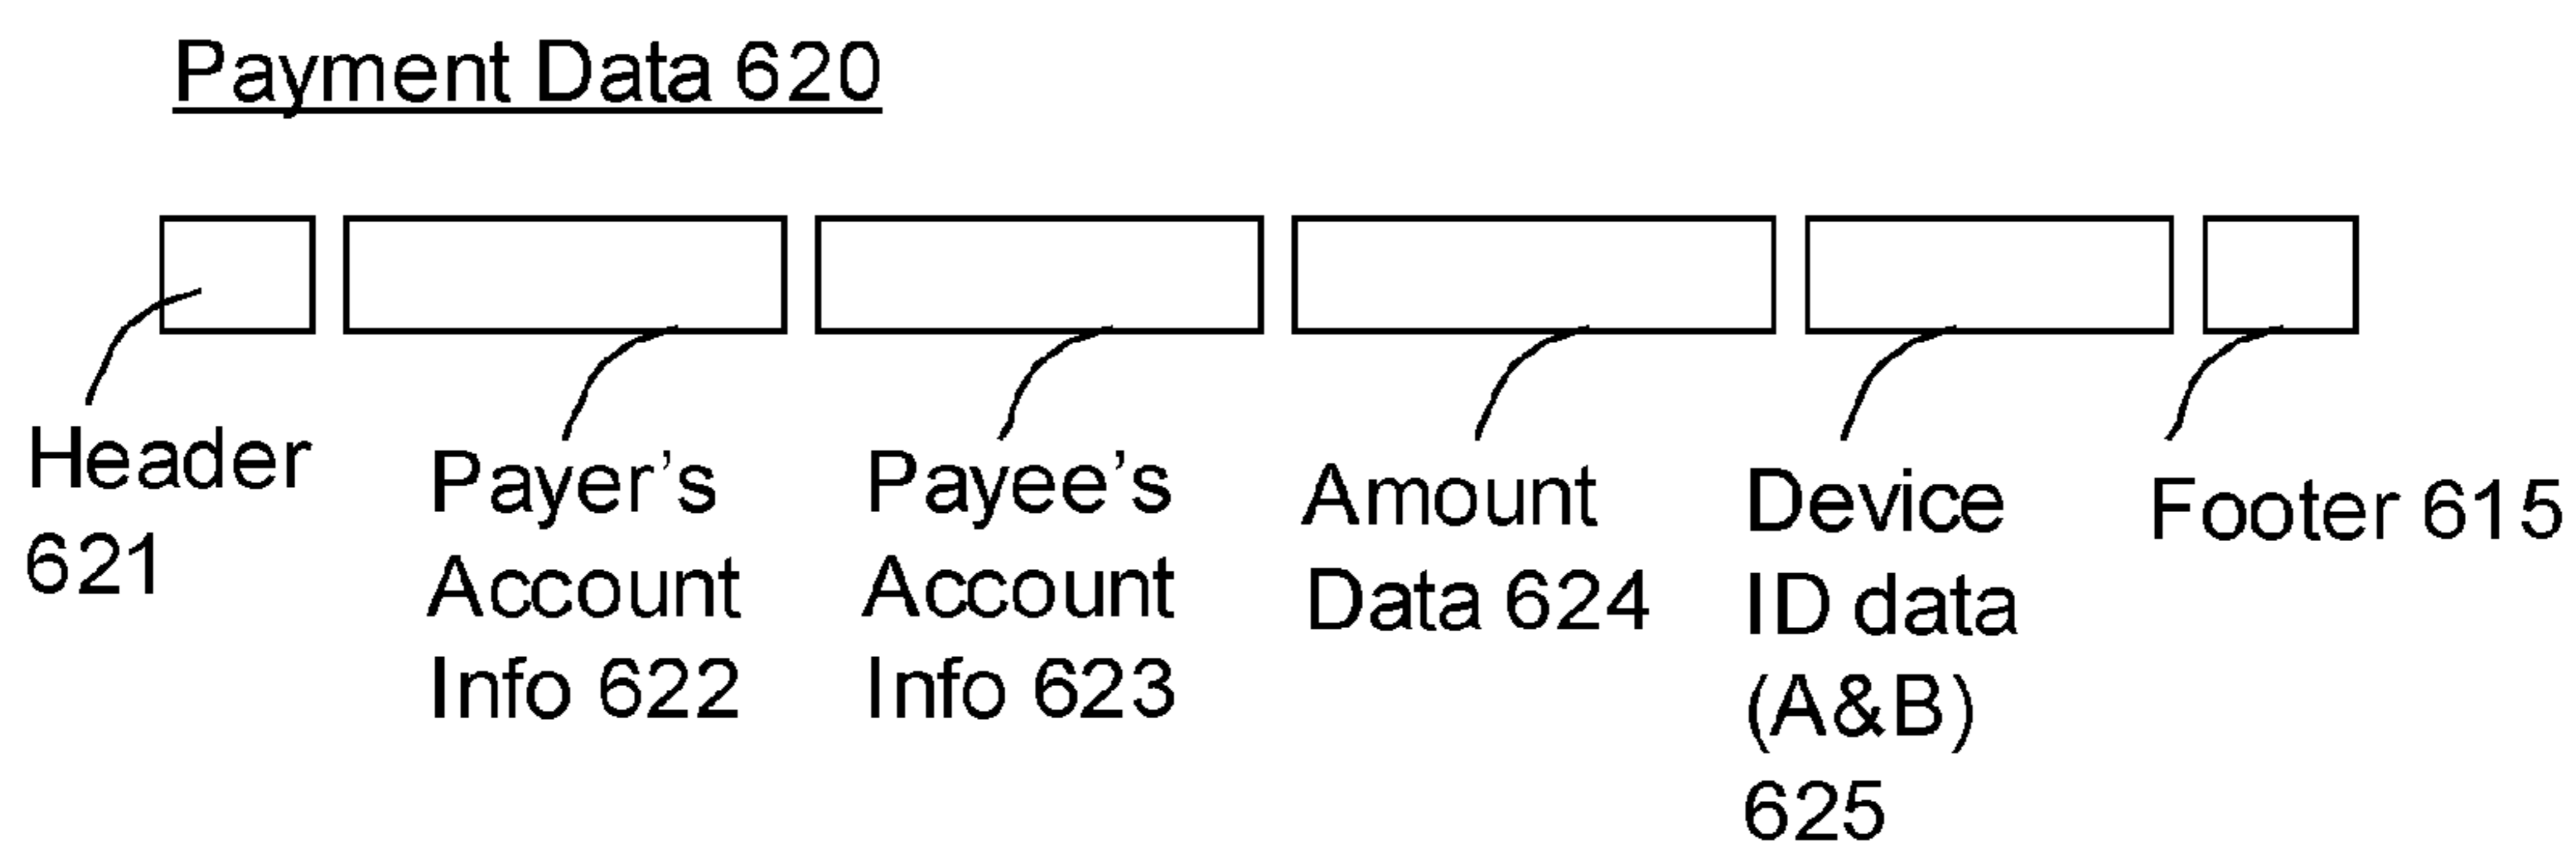 Payment Data 620
Header
621
Payer’s
Account
Info 622
Payee’s
Account
Info 623
Amount
Data 624
Device
ID data
(A&B)
625
Footer 615